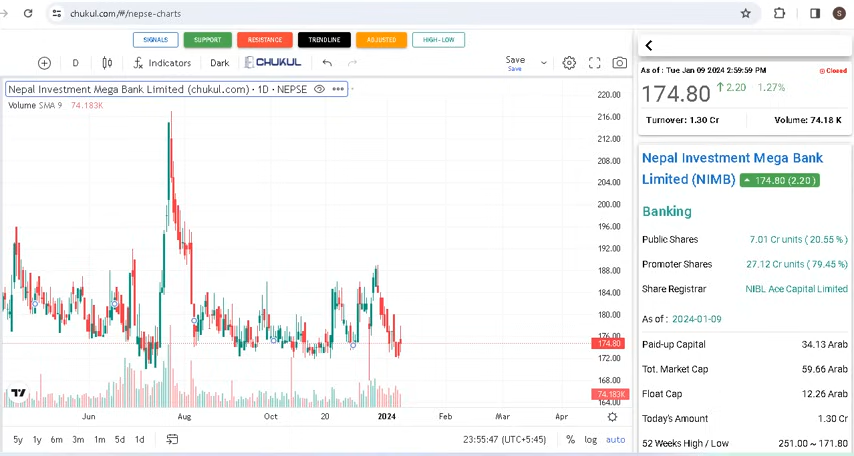 chukul.com/#/nepse-charts
S
SIGNALS SUPPORT RESISTANCE TRENDLINE ADJUSTED HIGH-LOW
D Indicators Dark CHUKUL Save
Save
Nepal Investment Mega Bank Limited (chukul.com) · 1D · NEPSE
Volume SMA 9 74.183K
220.00
216.00
212.00
208.00
204.00
200.00
196.00
192.00
188.00
184.00
180.00
176.00
174.80
172.00
168.00
74.183K
164.00
Jun Aug Oct 20 2024 Feb Mar Apr
5y 1y 6m 3m 1m 5d 1d 23:55:47 (UTC+5:45) % log auto
As of : Tue Jan 09 2024 2:59:59 PM Closed
174.80 2.20 1.27%
Turnover: 1.30 Cr Volume: 74.18 K
Nepal Investment Mega Bank
Limited (NIMB) 174.80 (2.20 )
Banking
Public Shares 7.01 Cr units ( 20.55 % )
Promoter Shares 27.12 Cr units ( 79.45 % )
Share Registrar NIBL Ace Capital Limited
As of : 2024-01-09
Paid-up Capital 34.13 Arab
Tot. Market Cap 59.66 Arab
Float Cap 12.26 Arab
Today's Amount 1.30 Cr
52 Weeks High / Low 251.00 ~ 171.80